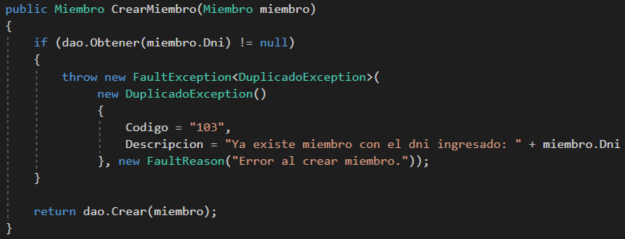 public Miembro CrearMiembro(Miembro miembro)
{
if (dao.Obtener(miembro.Dni) != null)
{
throw new FaultException<DuplicadoException>(
new DuplicadoException()
{
Codigo = "103",
Descripcion = "Ya existe miembro con el dni ingresado: " + miembro.Dni
}, new FaultReason("Error al crear miembro."));
}
return dao.Crear(miembro);
}